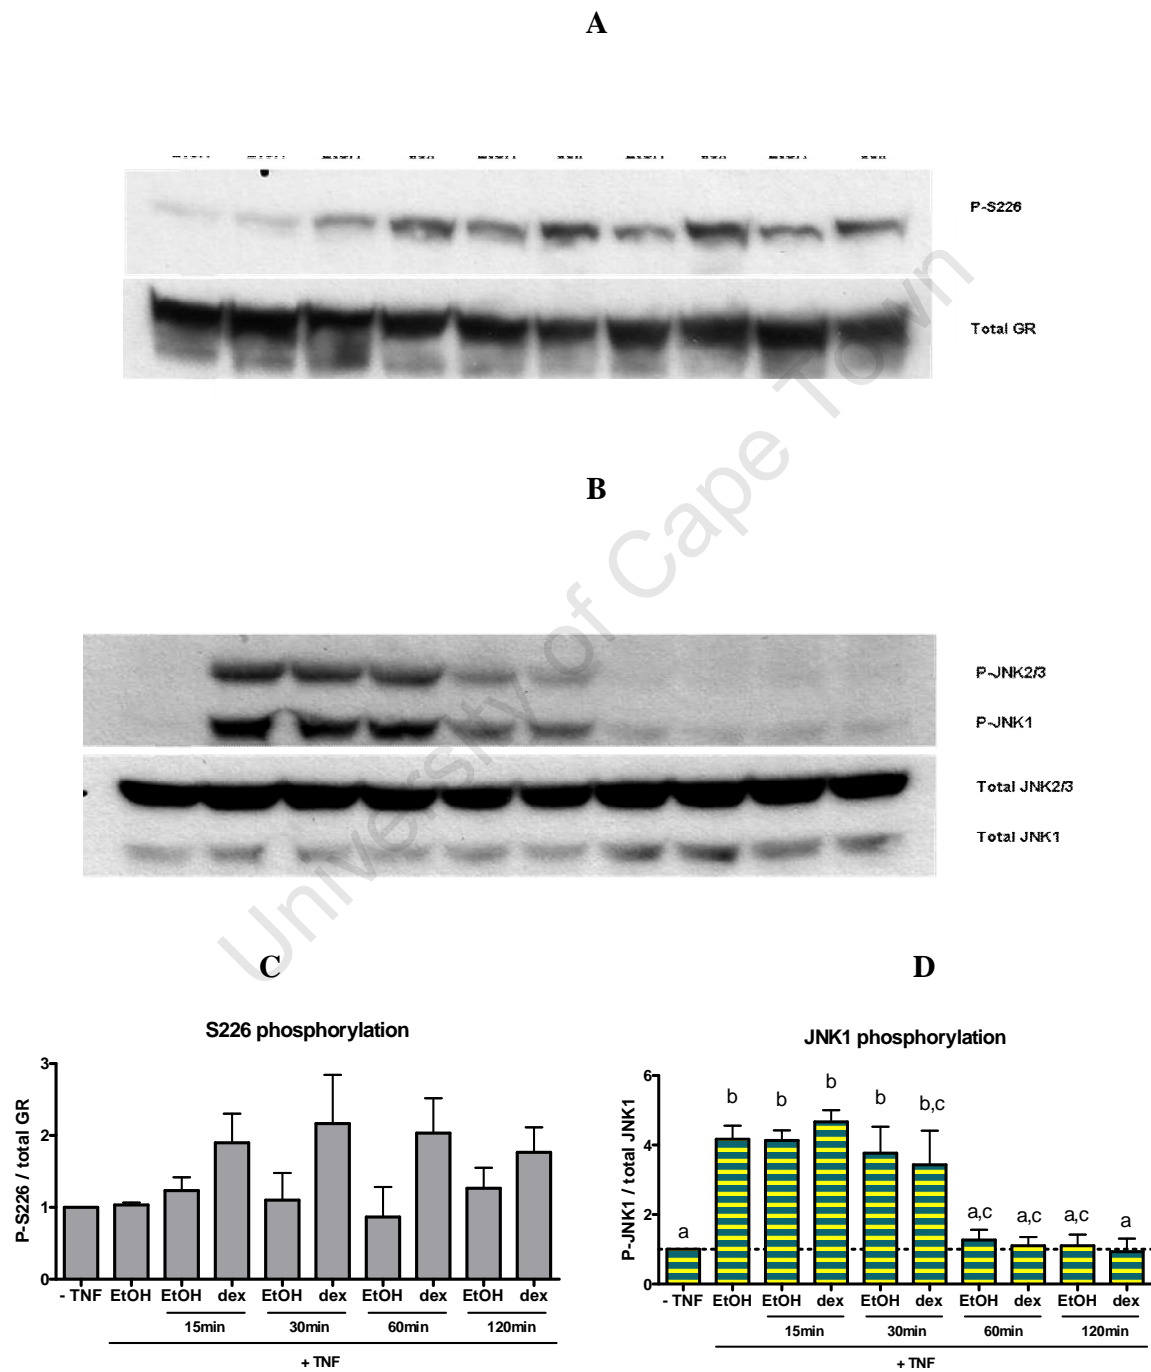 A
P-S226
Total GR
B
P-JNK2/3
P-JNK1
Total JNK2/3
Total JNK1
University of Cape Town
C
S226 phosphorylation
P-S226 / total GR
3
2
1
0
- TNF EtOH EtOH dex EtOH dex EtOH dex EtOH dex
15min 30min 60min 120min
+ TNF
D
JNK1 phosphorylation
P-JNK1 / total JNK1
6
4
2
0
a b b b b b,c a,c a,c a,c a
- TNF EtOH EtOH dex EtOH dex EtOH dex EtOH dex
15min 30min 60min 120min
+ TNF